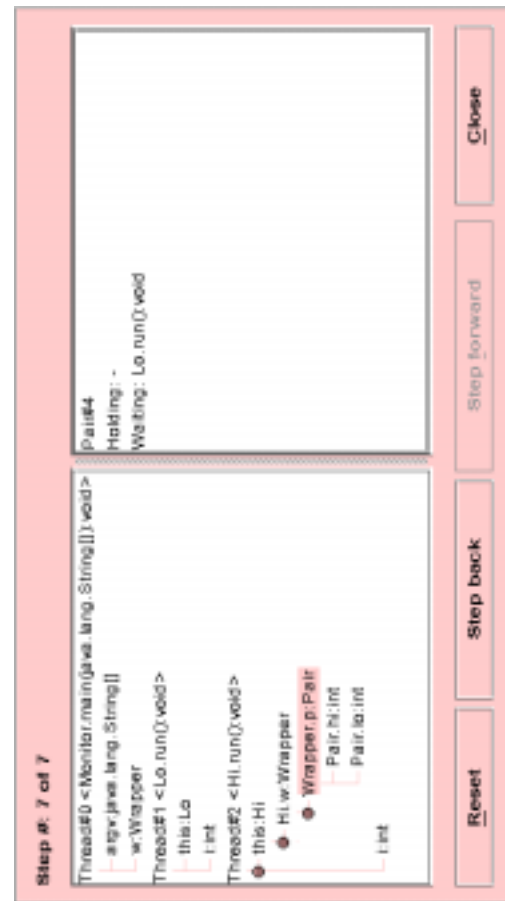 Step #: 7 of 7
Thread#0 <Monitor.main(java.lang.String[]):void>
argv:java.lang.String[]
w:Wrapper
Thread#1 <Lo.run():void>
this:Lo
i:int
Thread#2 <Hi.run():void>
this:Hi
Hi.w:Wrapper
Wrapper.p:Pair
Pair.hi:int
Pair.lo:int
i:int
Pair#4
Holding: -
Waiting: Lo.run():void
Reset
Step back
Step forward
Close